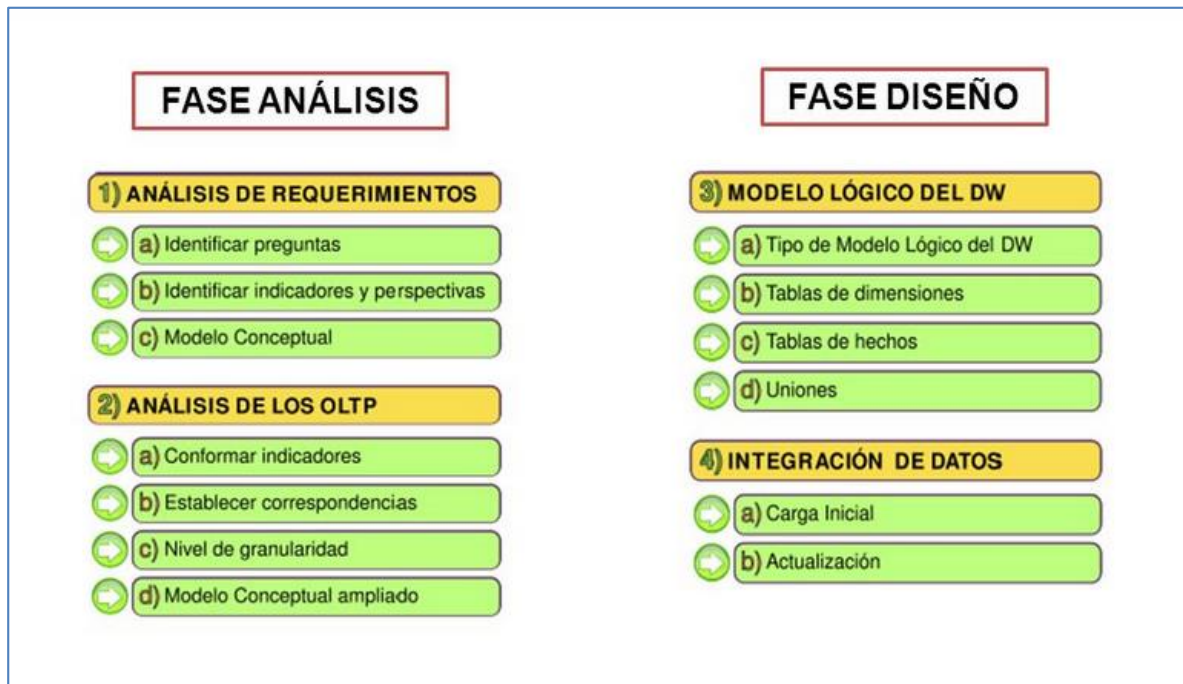 FASE ANÁLISIS
1) ANÁLISIS DE REQUERIMIENTOS
a) Identificar preguntas
b) Identificar indicadores y perspectivas
c) Modelo Conceptual
2) ANÁLISIS DE LOS OLTP
a) Conformar indicadores
b) Establecer correspondencias
c) Nivel de granularidad
d) Modelo Conceptual ampliado
FASE DISEÑO
3) MODELO LÓGICO DEL DW
a) Tipo de Modelo Lógico del DW
b) Tablas de dimensiones
c) Tablas de hechos
d) Uniones
4) INTEGRACIÓN DE DATOS
a) Carga Inicial
b) Actualización